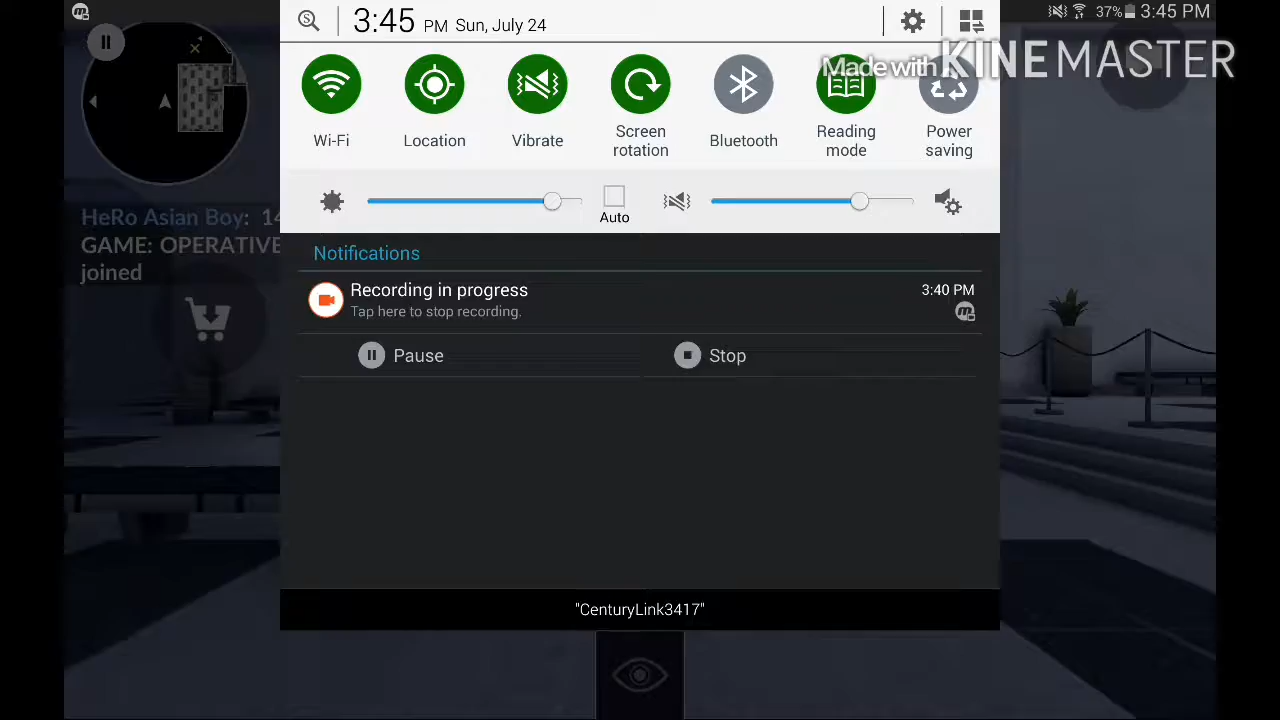 3:45 PM Sun, July 24
37% 3:45 PM
Made with KINEMASTER
Wi-Fi
Location
Vibrate
Screen
rotation
Bluetooth
Reading
mode
Power
saving
Auto
HeRo Asian Boy: 14
GAME: OPERATIVE
joined
Notifications
Recording in progress
3:40 PM
Tap here to stop recording.
Pause
Stop
"CenturyLink3417"